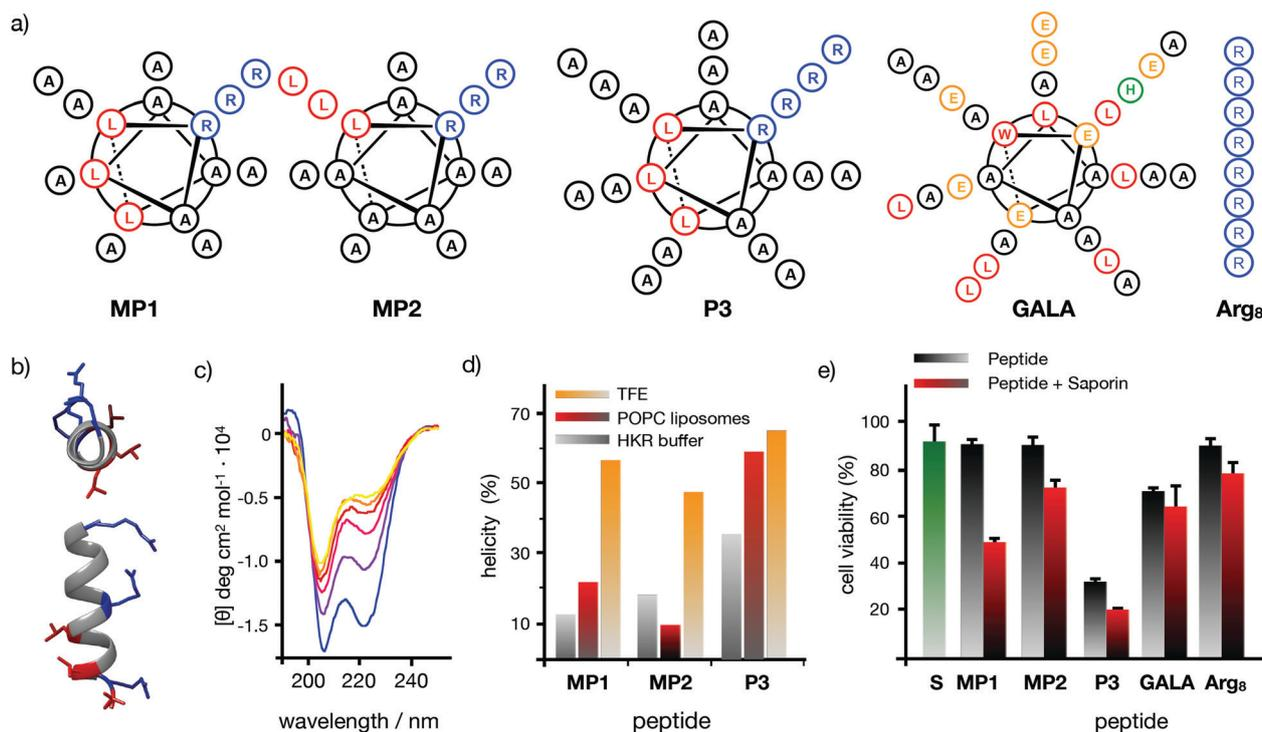 a)
A R
A A R
A
L R
A L A A
L A
A A
MP1
A R
L A R
L
L R
A A A A
A A
A A
MP2
A R
A A R
A R
A A
L R
A A L A A A
L A
A A
A A
P3
E
E A
A E
A A H
E L
A L
W E
A A L A A
L A E
E A
A A
L L
L A
GALA
R
R
R
R
R
R
R
R
Arg₈
b)
c)
[θ] deg cm² mol⁻¹ · 10⁴
0
-0.5
-1.0
-1.5
200 220 240
wavelength / nm
d)
TFE
POPC liposomes
HKR buffer
helicity (%)
70
50
30
10
MP1 MP2 P3
peptide
e)
Peptide
Peptide + Saporin
cell viability (%)
100
80
60
40
20
S MP1 MP2 P3 GALA Arg₈
peptide